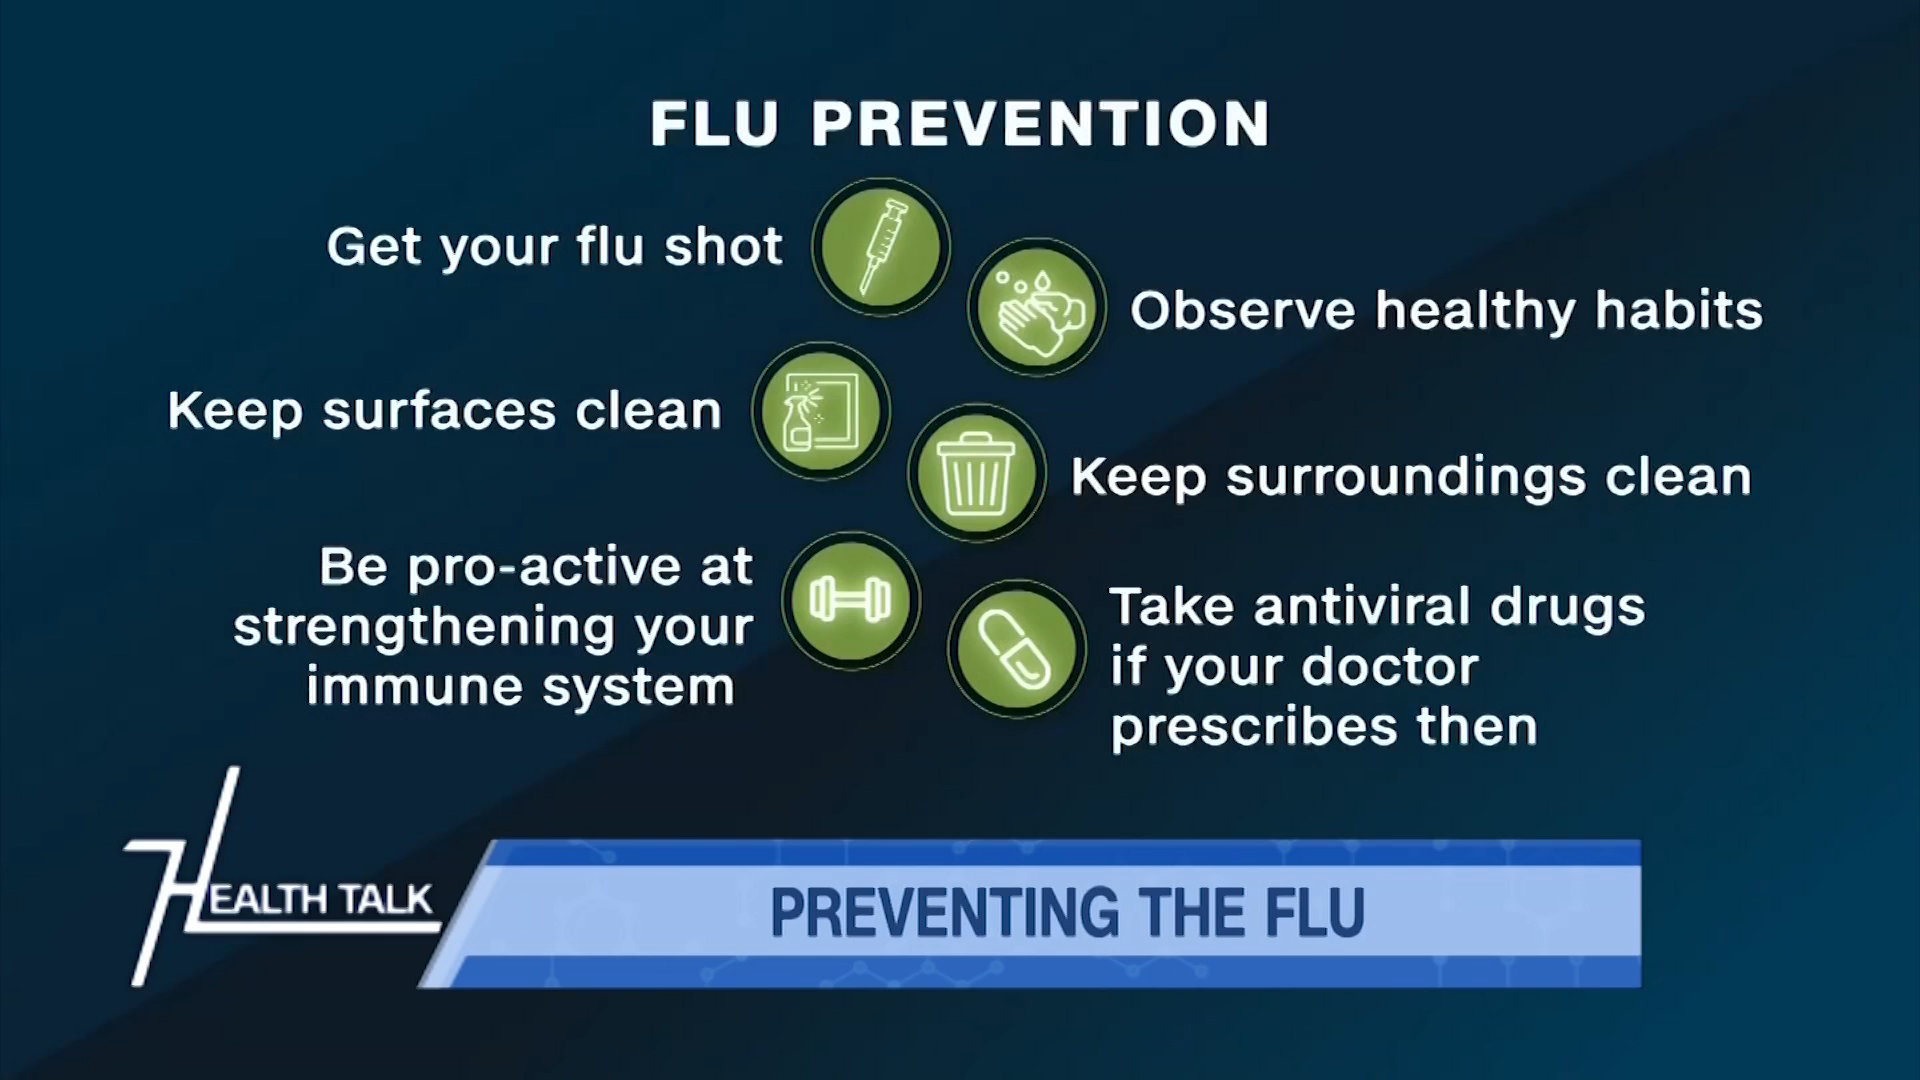 FLU PREVENTION
Get your flu shot
Observe healthy habits
Keep surfaces clean
Keep surroundings clean
Be pro-active at
strengthening your
immune system
Take antiviral drugs
if your doctor
prescribes then
HEALTH TALK
PREVENTING THE FLU